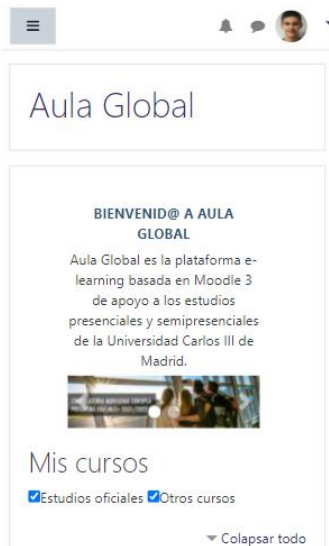 Aula Global
BIENVENID@ A AULA
GLOBAL
Aula Global es la plataforma e-
learning basada en Moodle 3
de apoyo a los estudios
presenciales y semipresenciales
de la Universidad Carlos III de
Madrid.
Mis cursos
Estudios oficiales Otros cursos
Colapsar todo